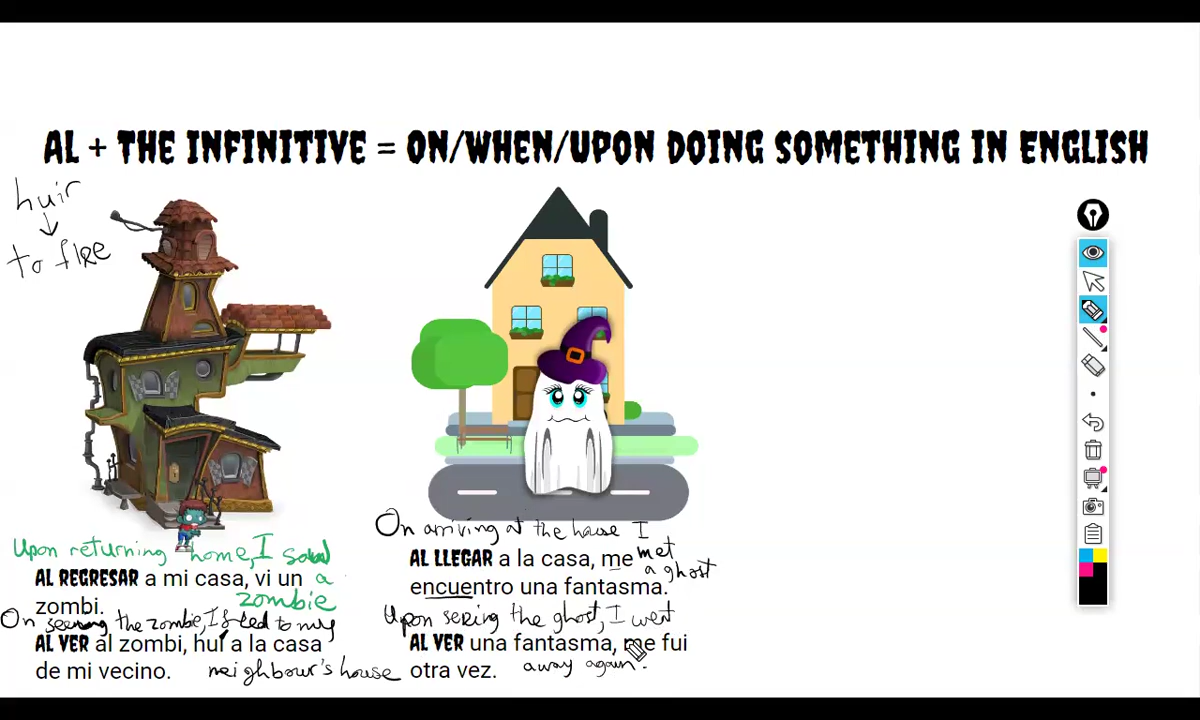 AL + THE INFINITIVE = ON/WHEN/UPON DOING SOMETHING IN ENGLISH
huir
to flee
Upon returning home, I saw
AL REGRESAR a mi casa, vi un a
zombi. zombie
On seeing the zombie, I fled to my
AL VER al zombi, huí a la casa
de mi vecino. neighbour's house
On arriving at the house I
AL LLEGAR a la casa, me met
a ghost
encuentro una fantasma.
Upon seeing the ghost, I went
AL VER una fantasma, me fui
otra vez. away again.